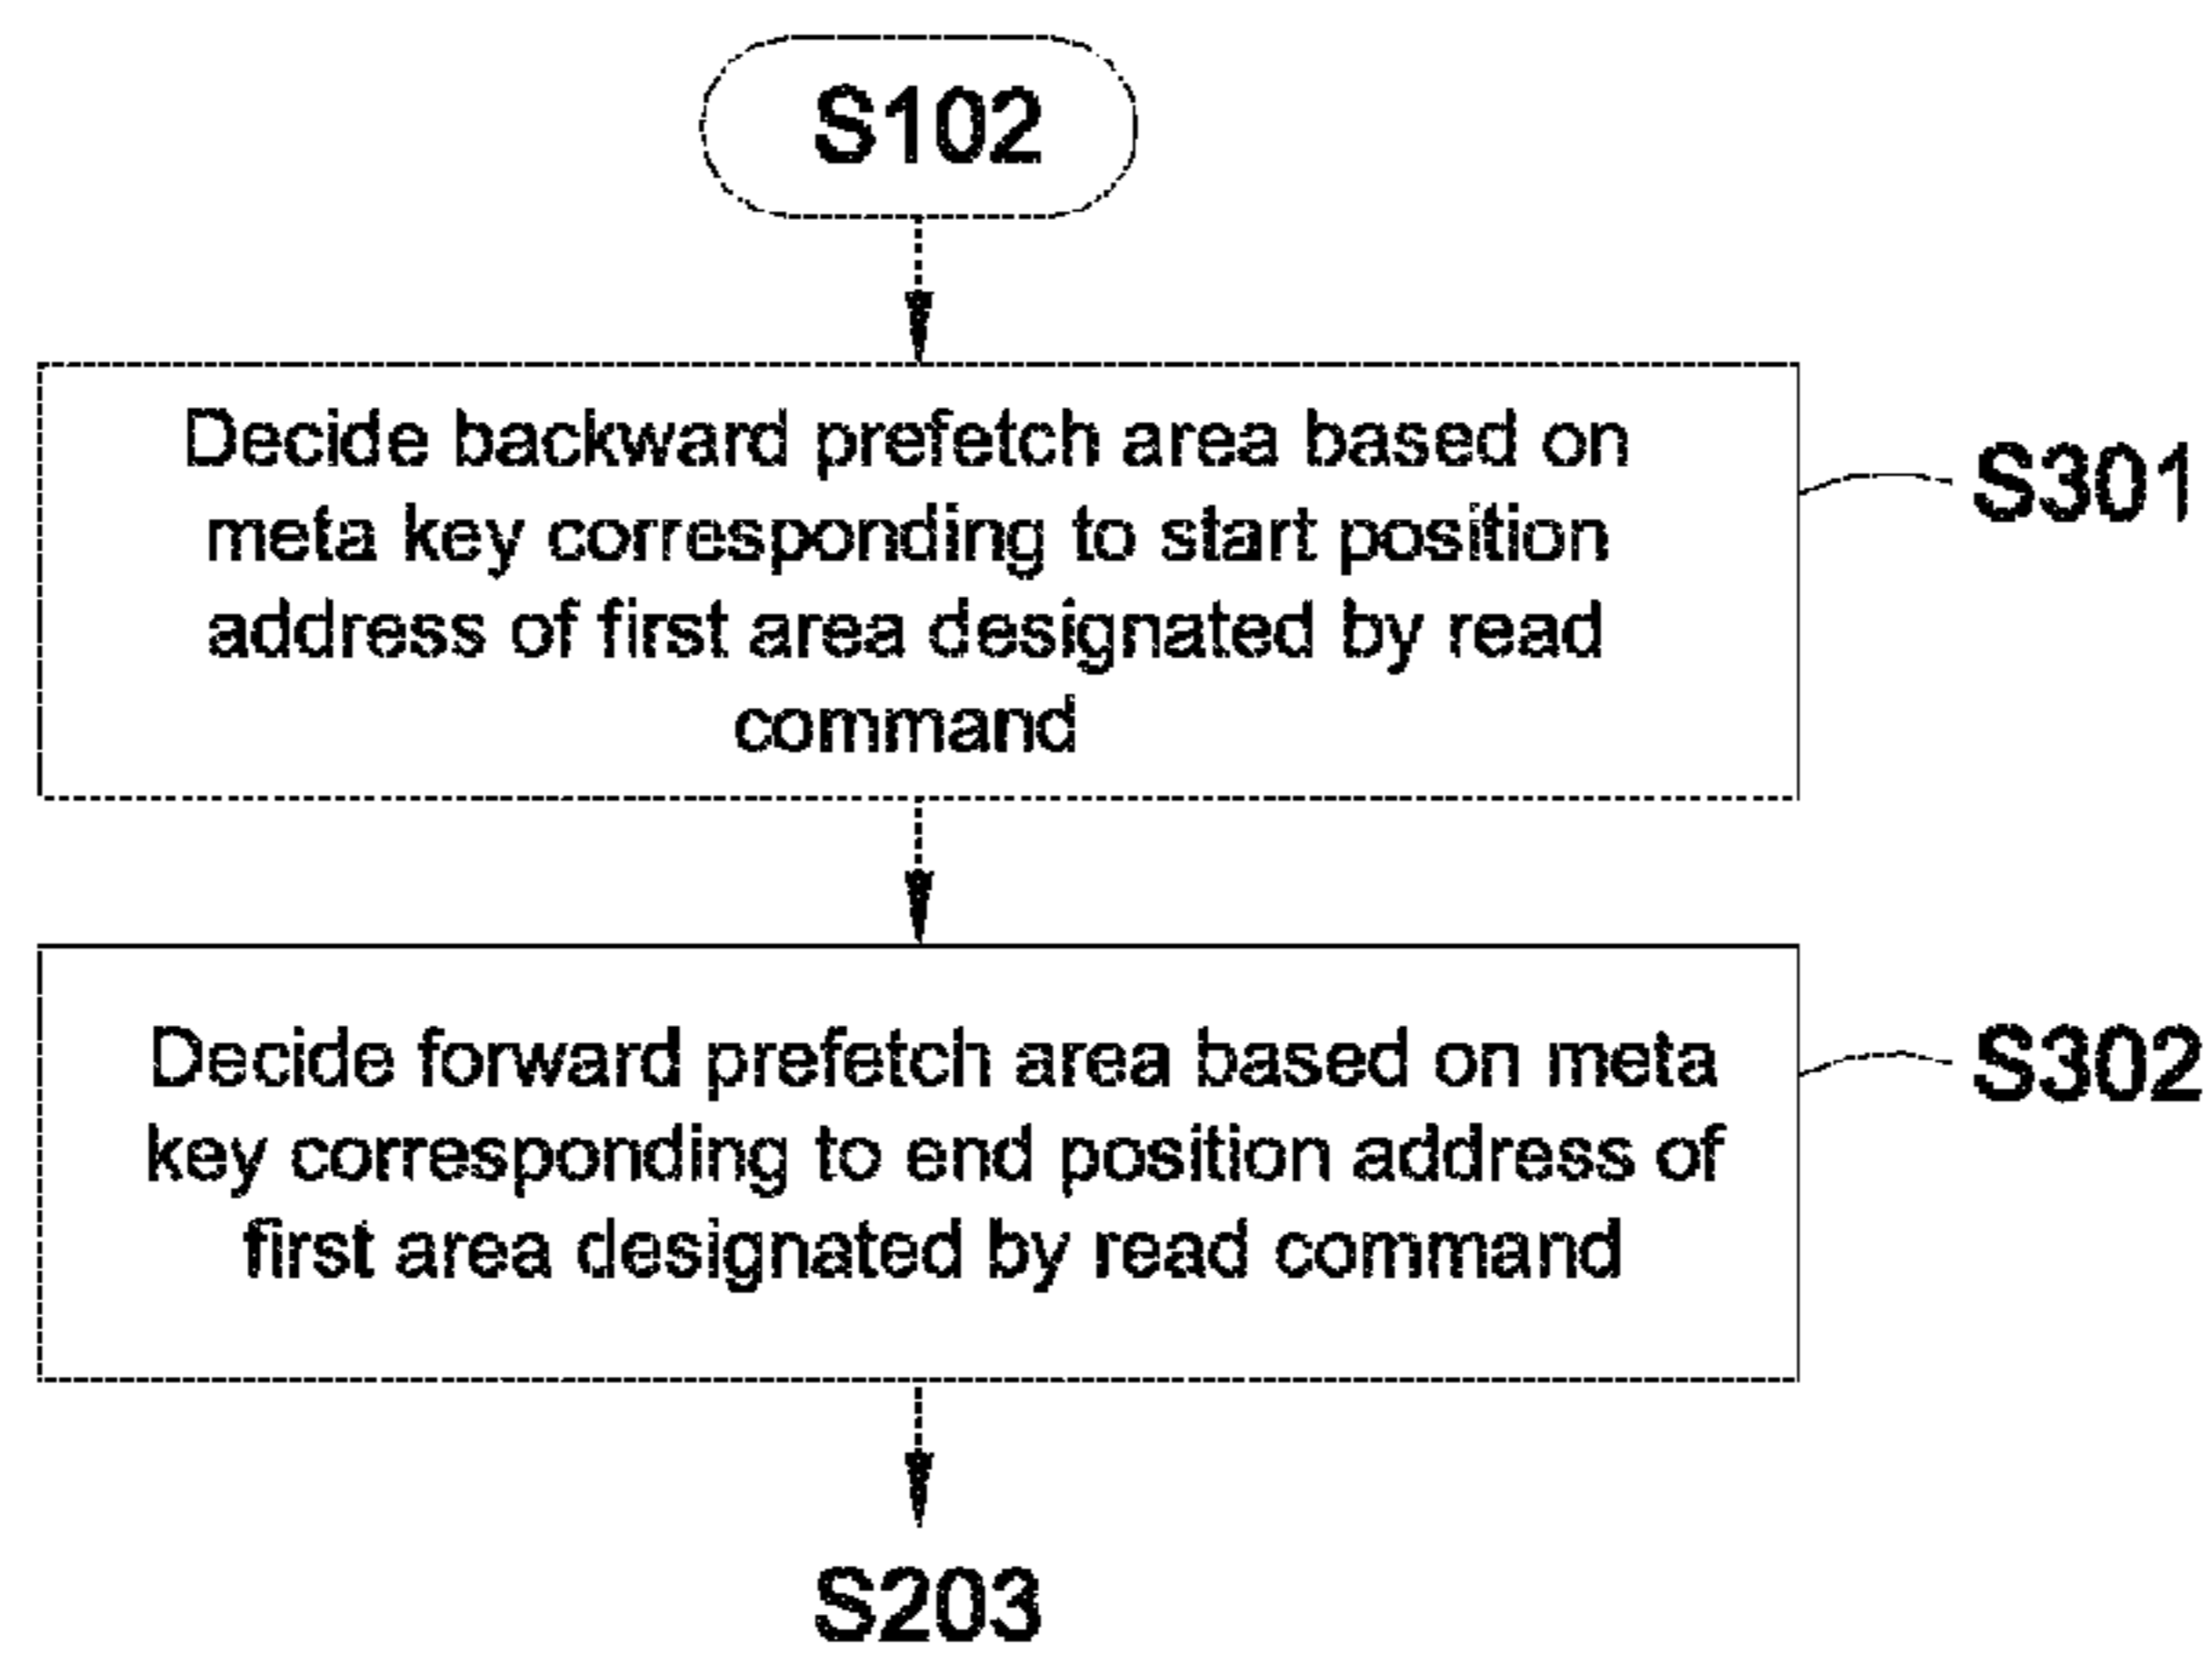 S102
Decide backward prefetch area based on
meta key corresponding to start position
address of first area designated by read
command
S301
Decide forward prefetch area based on meta
key corresponding to end position address of
first area designated by read command
S302
S203